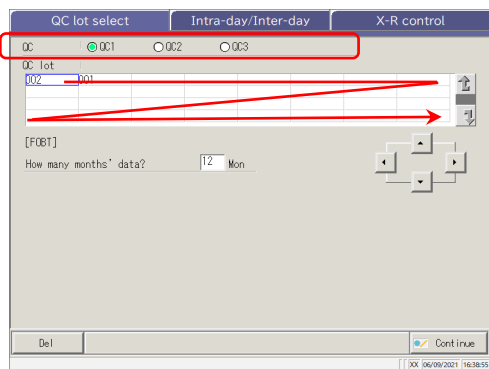 QC lot select Intra-day/Inter-day X-R control
QC QC1 QC2 QC3
QC lot
002 001
[FOBT]
How many months' data? 12 Mon
Del Continue
XX 06/09/2021 16:38:55